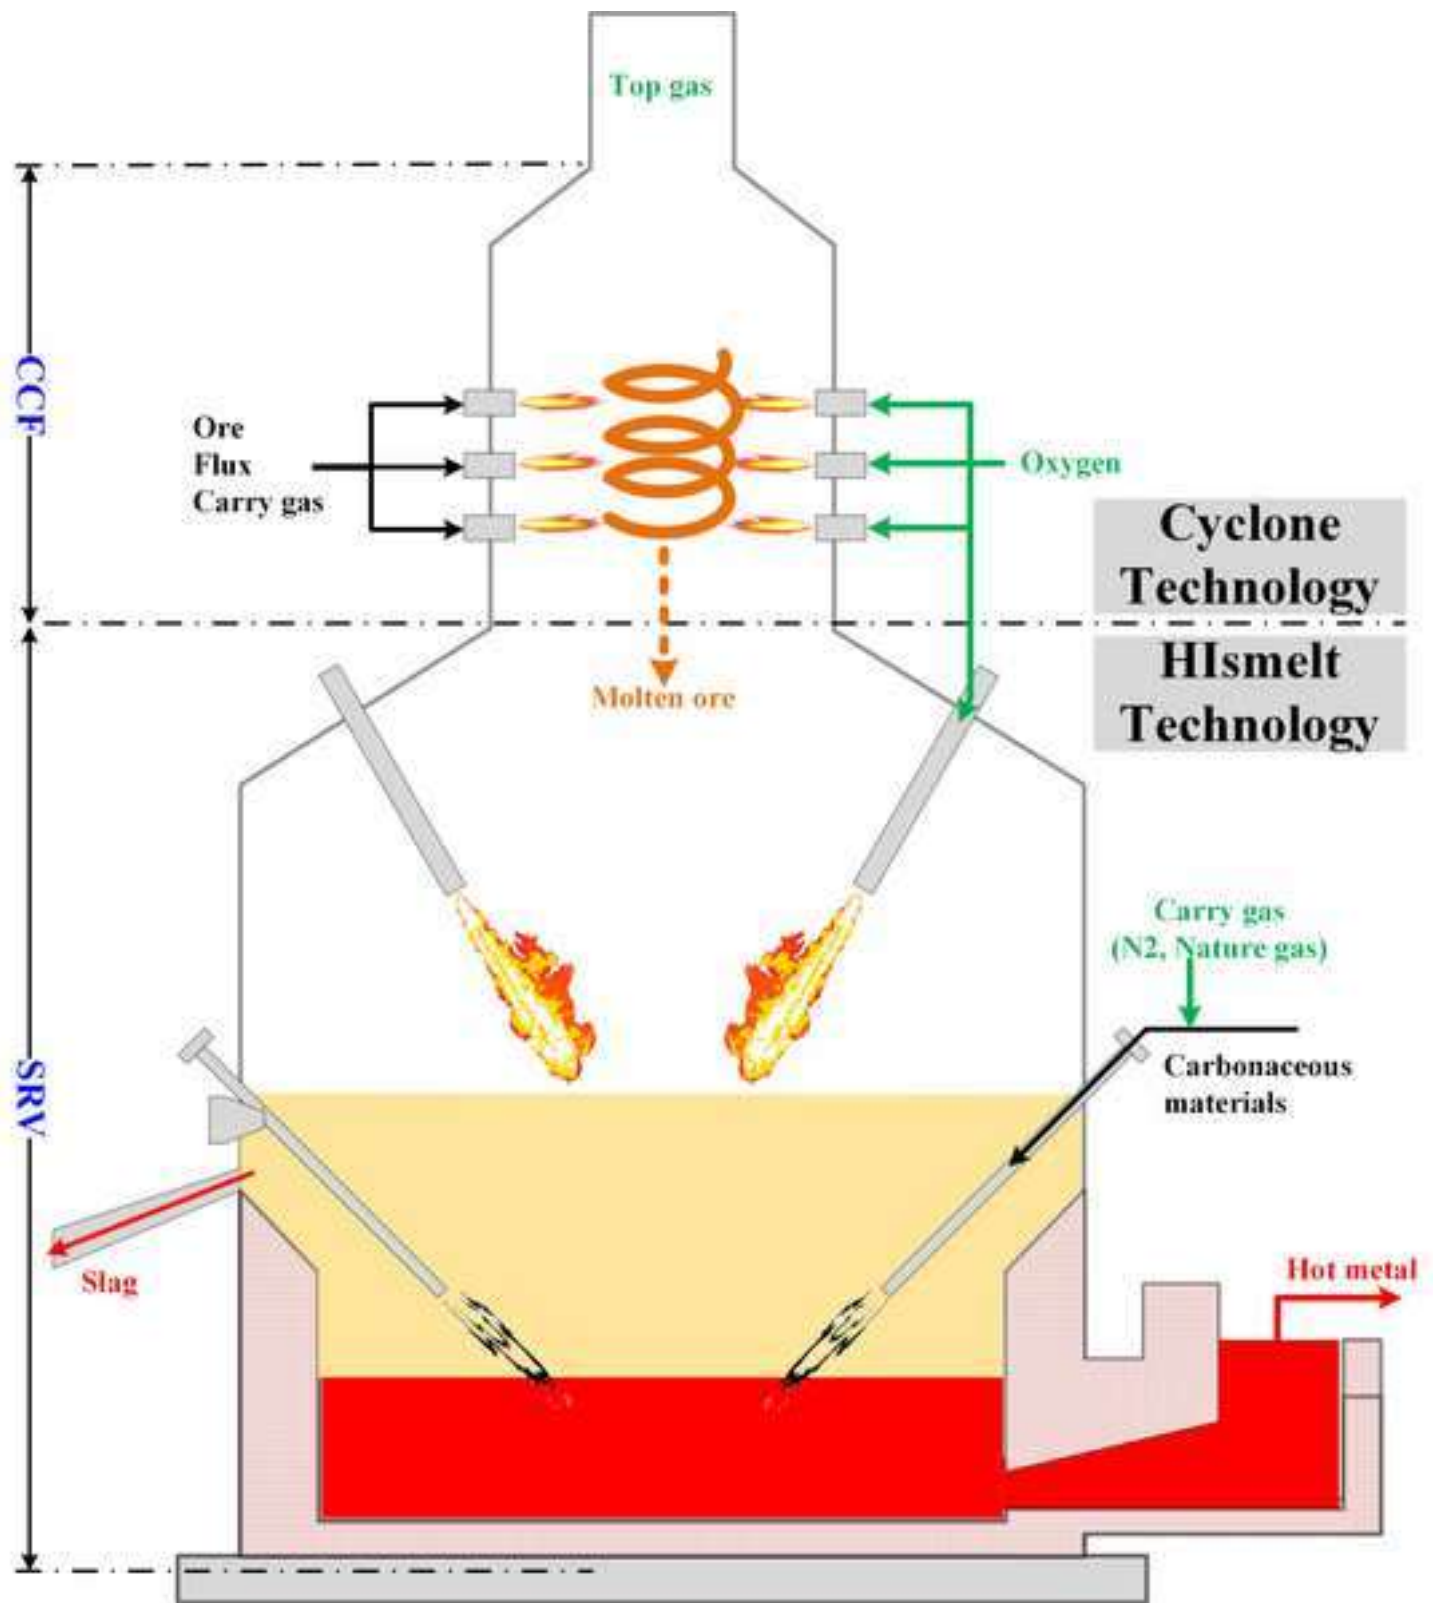 Top gas
CCF
Ore
Flux
Carry gas
Oxygen
Cyclone
Technology
HIsmelt
Technology
Molten ore
Carry gas
(N2, Nature gas)
SRV
Carbonaceous
materials
Slag
Hot metal